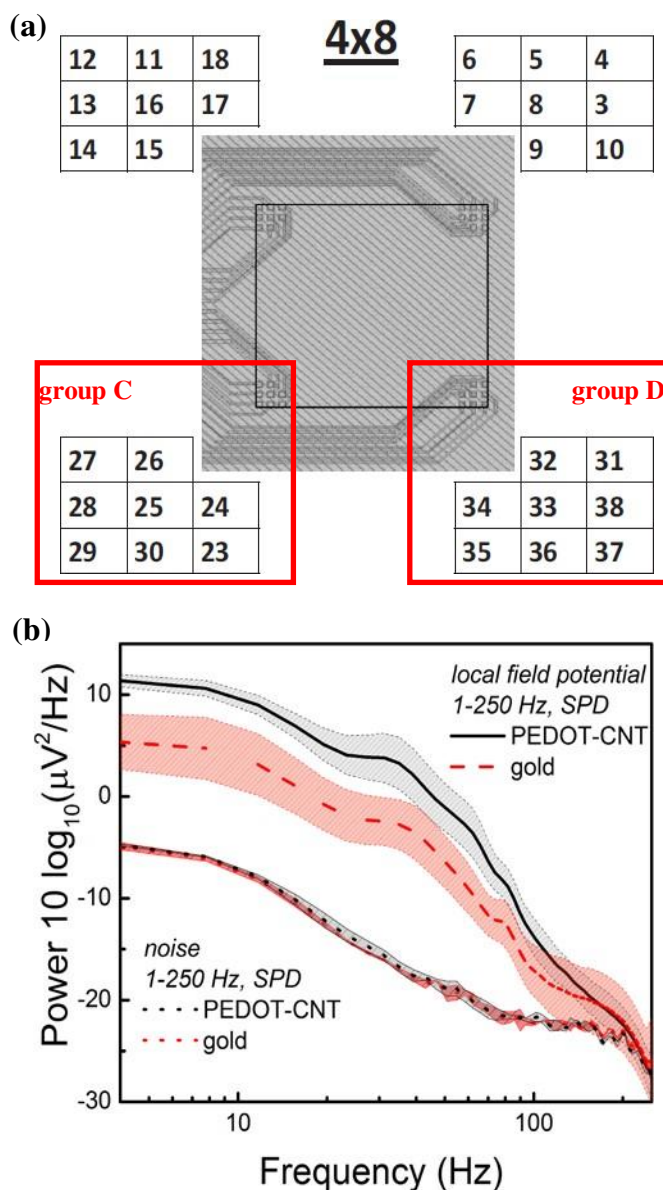 (a)
4x8
12 11 18
13 16 17
14 15
6 5 4
7 8 3
9 10
group C
group D
27 26
28 25 24
29 30 23
32 31
34 33 38
35 36 37
(b)
Power 10 log10(μV2/Hz)
10
0
-10
-20
-30
local field potential
1-250 Hz, SPD
PEDOT-CNT
gold
noise
1-250 Hz, SPD
PEDOT-CNT
gold
10 100
Frequency (Hz)